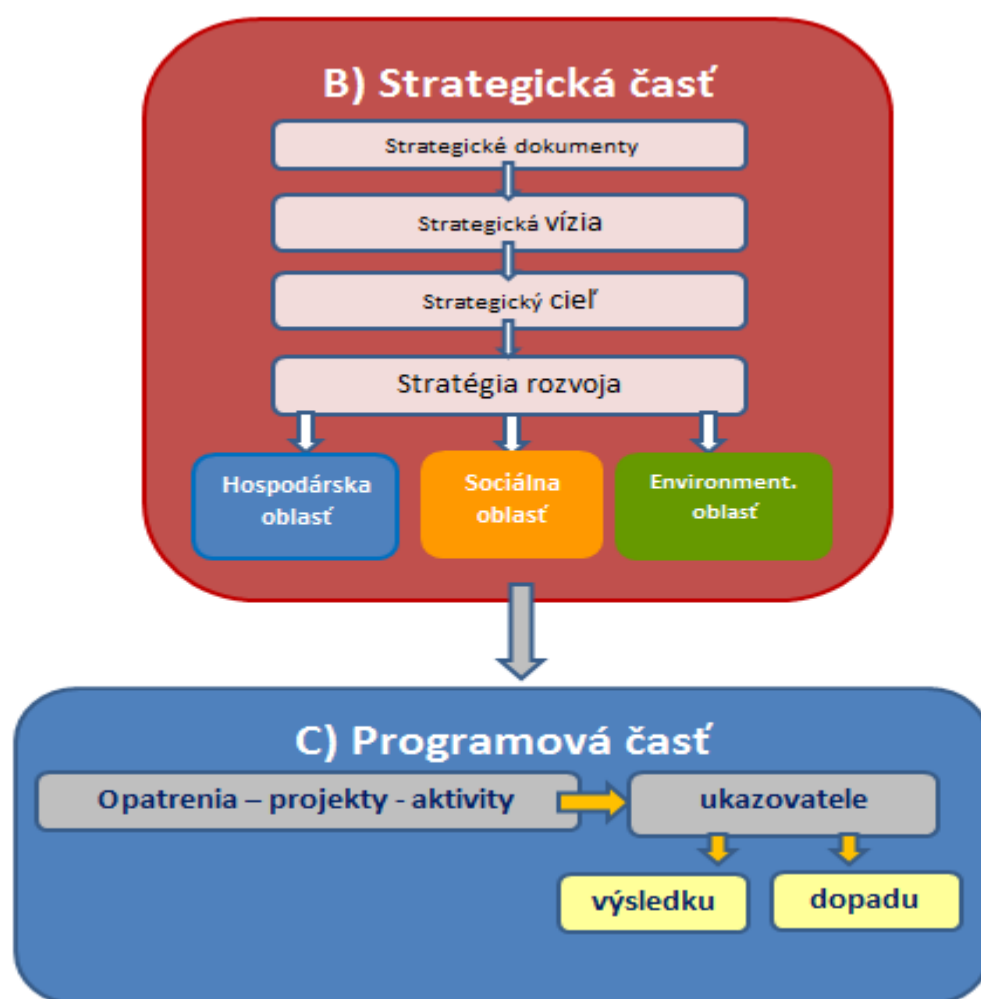 B) Strategická časť
Strategické dokumenty
Strategická vízia
Strategický cieľ
Stratégia rozvoja
Hospodárska
oblasť
Sociálna
oblasť
Environment.
oblasť
C) Programová časť
Opatrenia – projekty - aktivity
ukazovatele
výsledku
dopadu